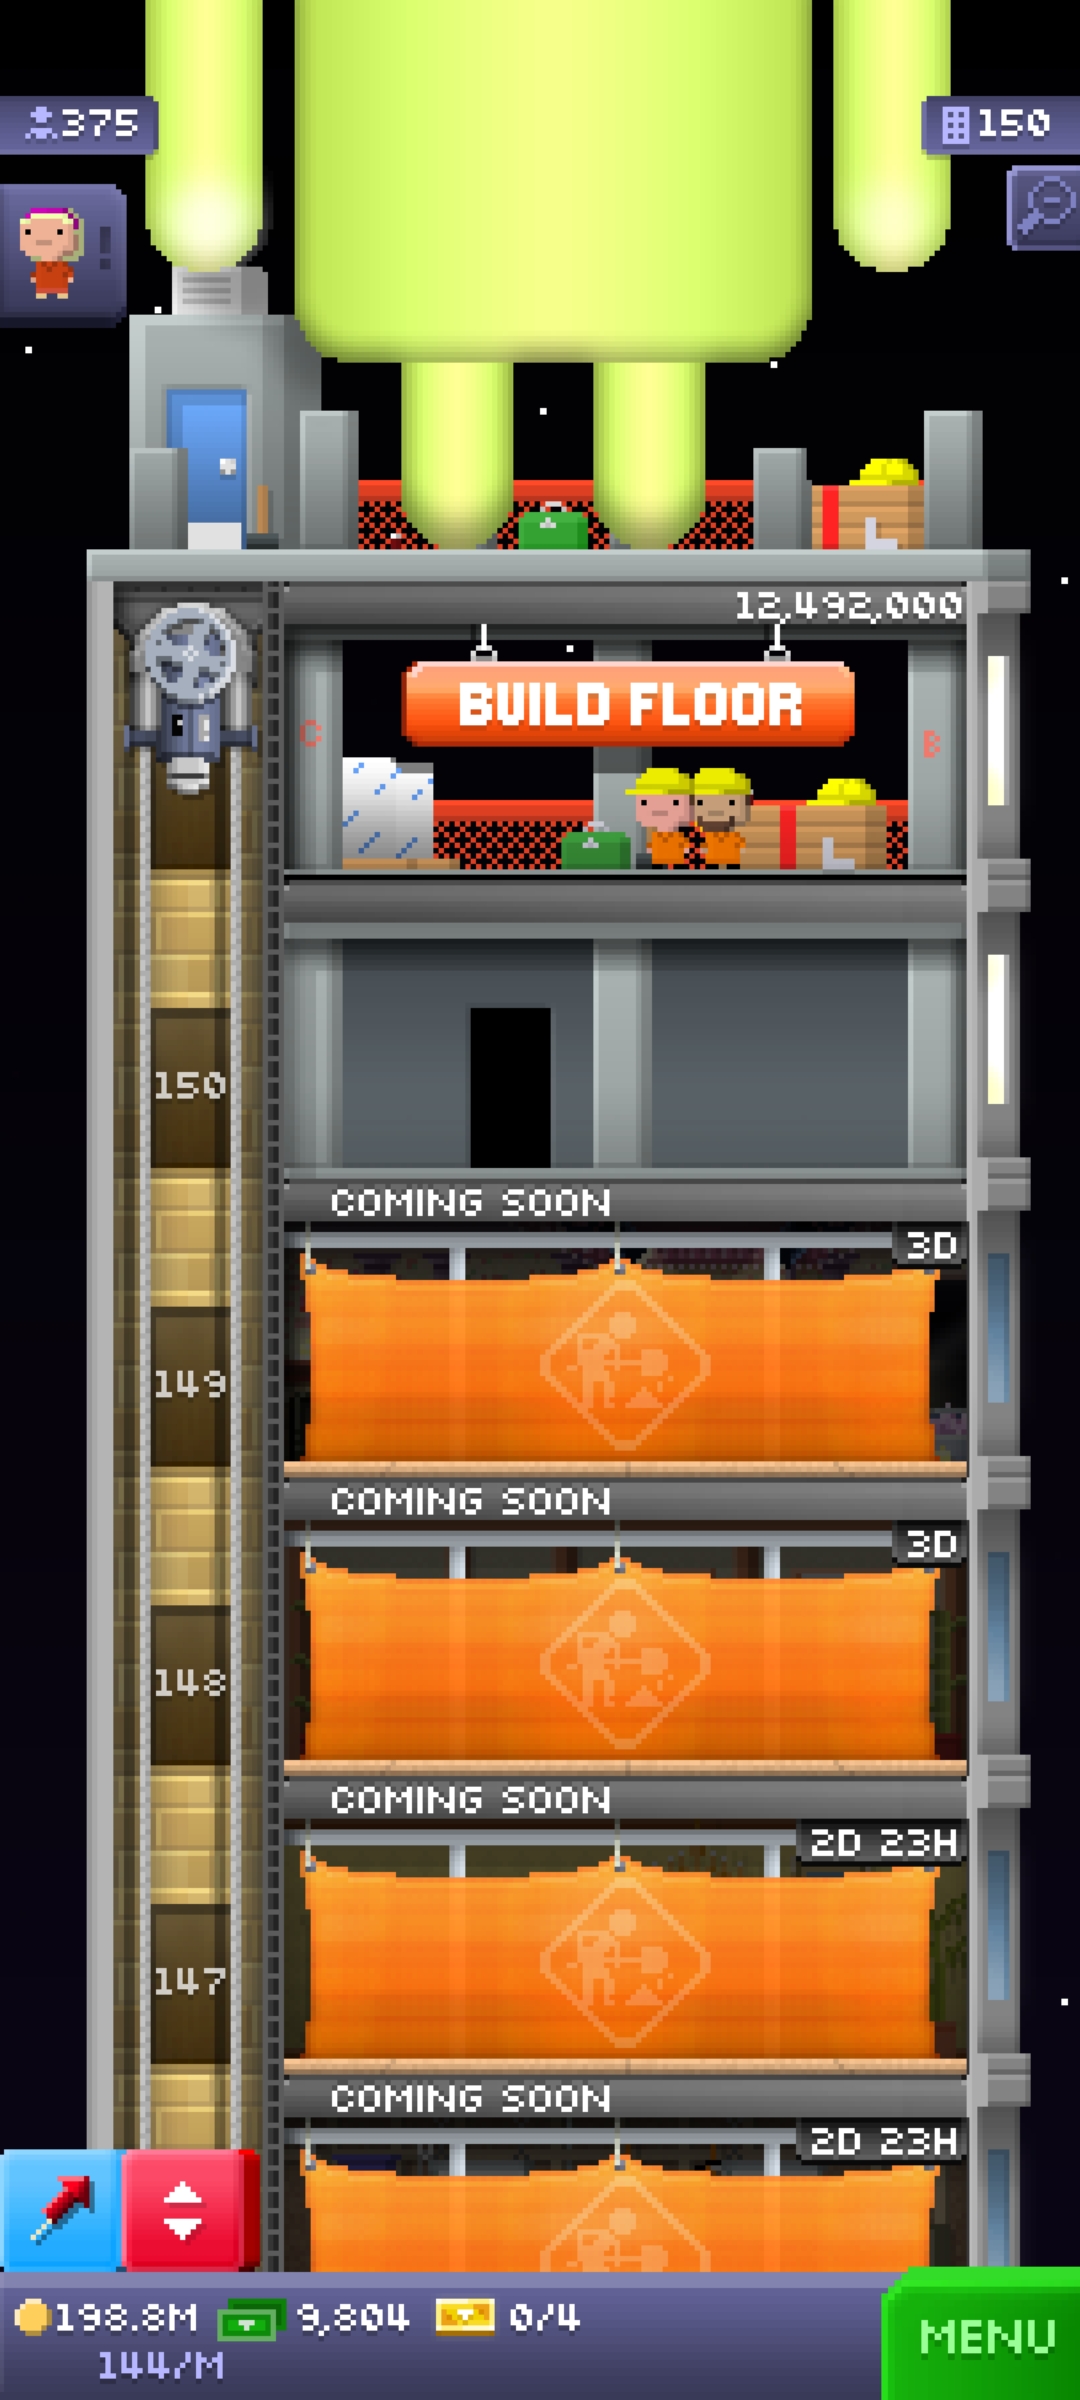 375
150
!
12,492,000
BUILD FLOOR
C
B
L
150
COMING SOON
3D
149
COMING SOON
3D
148
COMING SOON
2D 23H
147
COMING SOON
2D 23H
198.8M
9,804
0/4
144/M
MENU